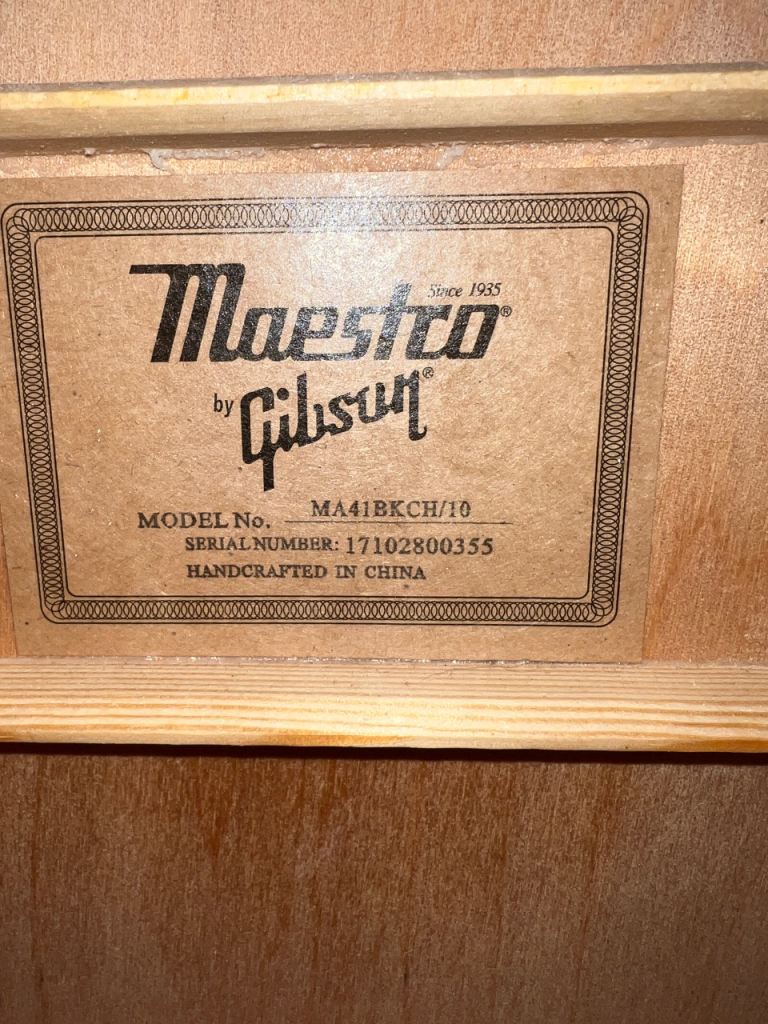 Since 1935
Maestro®
by Gibson®
MODEL No. MA41BKCH/10
SERIAL NUMBER: 17102800355
HANDCRAFTED IN CHINA